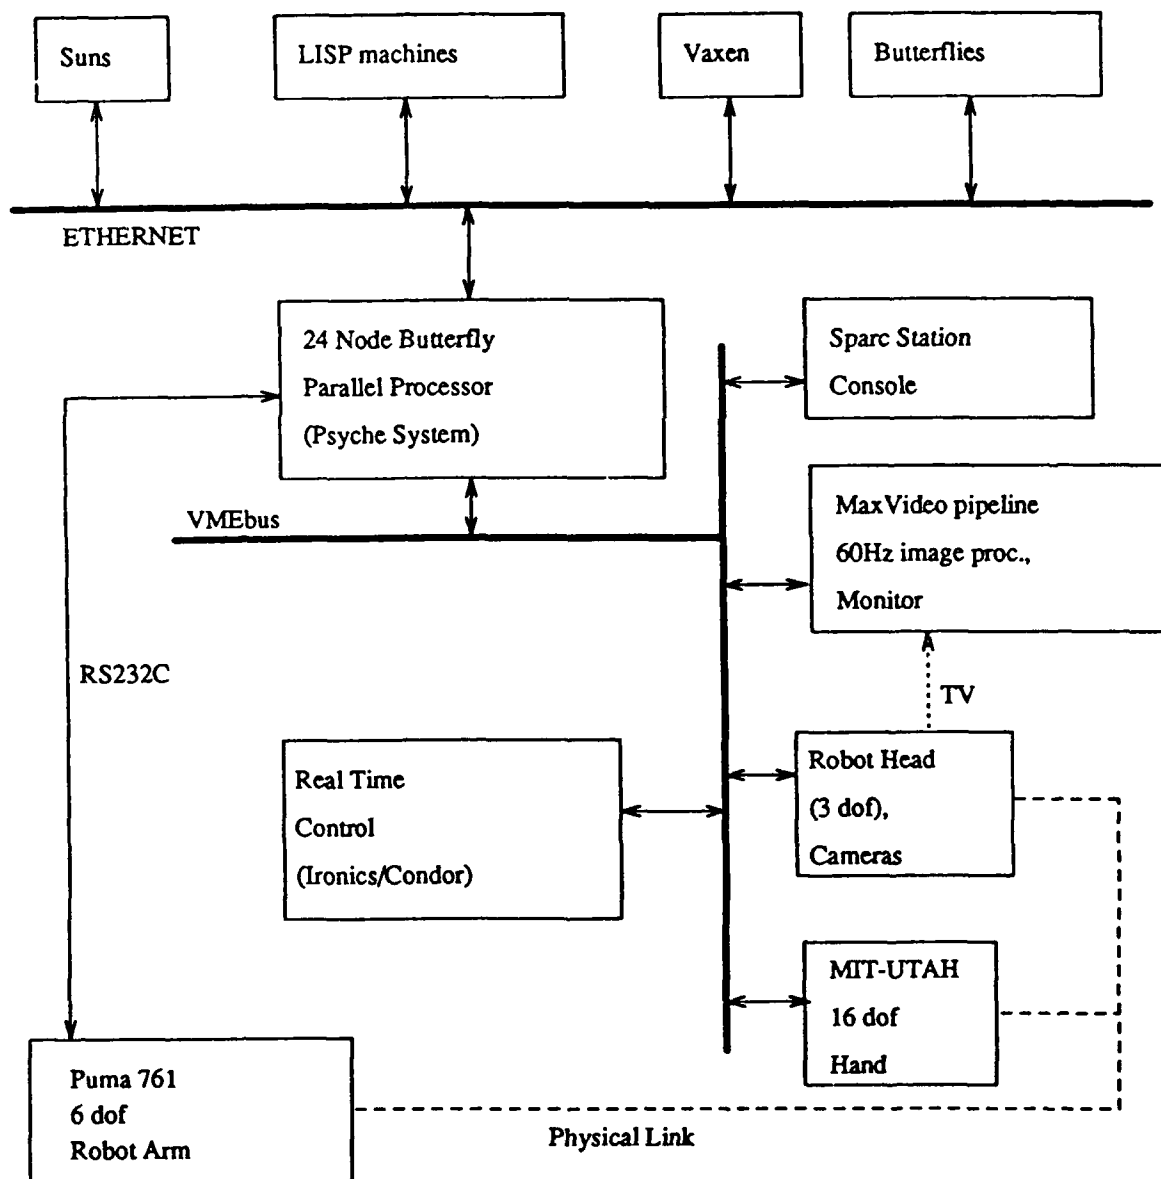 Suns
LISP machines
Vaxen
Butterflies
ETHERNET
24 Node Butterfly
Parallel Processor
(Psyche System)
Sparc Station
Console
VMEbus
MaxVideo pipeline
60Hz image proc.,
Monitor
RS232C
TV
Real Time
Control
(Ironics/Condor)
Robot Head
(3 dof),
Cameras
MIT-UTAH
16 dof
Hand
Puma 761
6 dof
Robot Arm
Physical Link